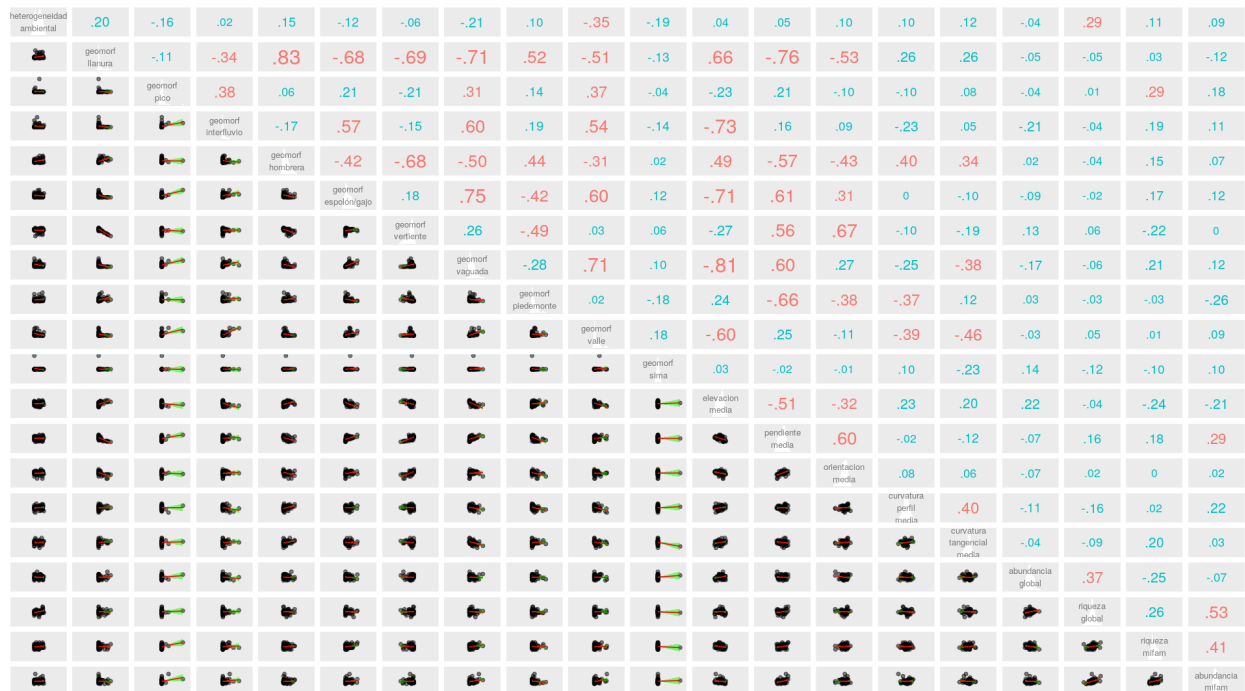 heterogeneidad ambiental .20 -.16 .02 .15 -.12 -.06 -.21 .10 -.35 -.19 .04 .05 .10 .10 .12 -.04 .29 .11 .09
geomorf llanura -.11 -.34 .83 -.68 -.69 -.71 .52 -.51 -.13 .66 -.76 -.53 .26 .26 -.05 -.05 .03 -.12
geomorf pico .38 .06 .21 -.21 .31 .14 .37 -.04 -.23 .21 -.10 -.10 .08 -.04 .01 .29 .18
geomorf interfluvio -.17 .57 -.15 .60 .19 .54 -.14 -.73 .16 .09 -.23 .05 -.21 -.04 .19 .11
geomorf hombrera -.42 -.68 -.50 .44 -.31 .02 .49 -.57 -.43 .40 .34 .02 -.04 .15 .07
geomorf espolón/gajo .18 .75 -.42 .60 .12 -.71 .61 .31 0 -.10 -.09 -.02 .17 .12
geomorf vertiente .26 -.49 .03 .06 -.27 .56 .67 -.10 -.19 .13 .06 -.22 0
geomorf vaguada -.28 .71 .10 -.81 .60 .27 -.25 -.38 -.17 -.06 .21 .12
geomorf piedemonte .02 -.18 .24 -.66 -.38 -.37 .12 .03 -.03 -.03 -.26
geomorf valle .18 -.60 .25 -.11 -.39 -.46 -.03 .05 .01 .09
geomorf sima .03 -.02 -.01 .10 -.23 .14 -.12 -.10 .10
elevacion media -.51 -.32 .23 .20 .22 -.04 -.24 -.21
pendiente media .60 -.02 -.12 -.07 .16 .18 .29
orientacion media .08 .06 -.07 .02 0 .02
curvatura perfil media .40 -.11 -.16 .02 .22
curvatura tangencial media -.04 -.09 .20 .03
abundancia global .37 -.25 -.07
riqueza global .26 .53
riqueza mifam .41
abundancia mifam